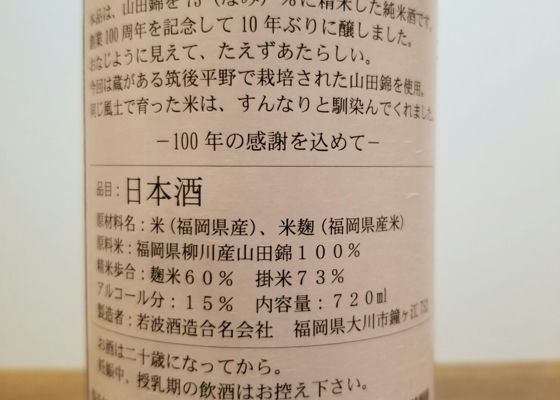 本品は、山田錦を73（なみ）％に精米した純米酒です。
創業100周年を記念して10年ぶりに醸しました。
おなじように見えて、たえずあたらしい。
今回は蔵がある筑後平野で栽培された山田錦を使用。
同じ風土で育った米は、すんなりと馴染んでくれました
－100年の感謝を込めて－
品目：日本酒
原材料名：米（福岡県産）、米麹（福岡県産米）
原料米：福岡県柳川産山田錦１００％
精米歩合：麹米６０％　掛米７３％
アルコール分：１５％　内容量：７２０ml
製造者：若波酒造合名会社　福岡県大川市鐘ヶ江752
お酒は二十歳になってから。
妊娠中、授乳期の飲酒はお控え下さい。